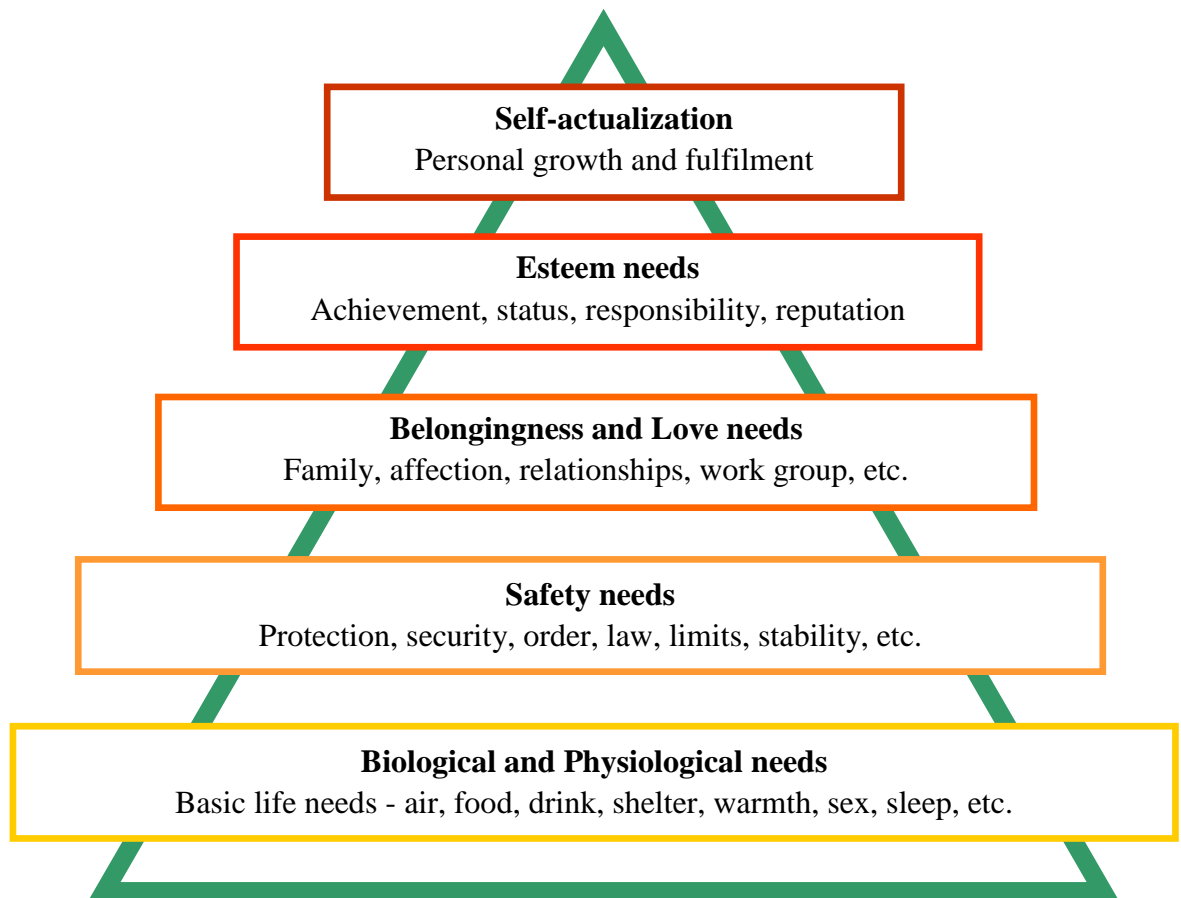 Self-actualization
Personal growth and fulfilment
Esteem needs
Achievement, status, responsibility, reputation
Belongingness and Love needs
Family, affection, relationships, work group, etc.
Safety needs
Protection, security, order, law, limits, stability, etc.
Biological and Physiological needs
Basic life needs - air, food, drink, shelter, warmth, sex, sleep, etc.